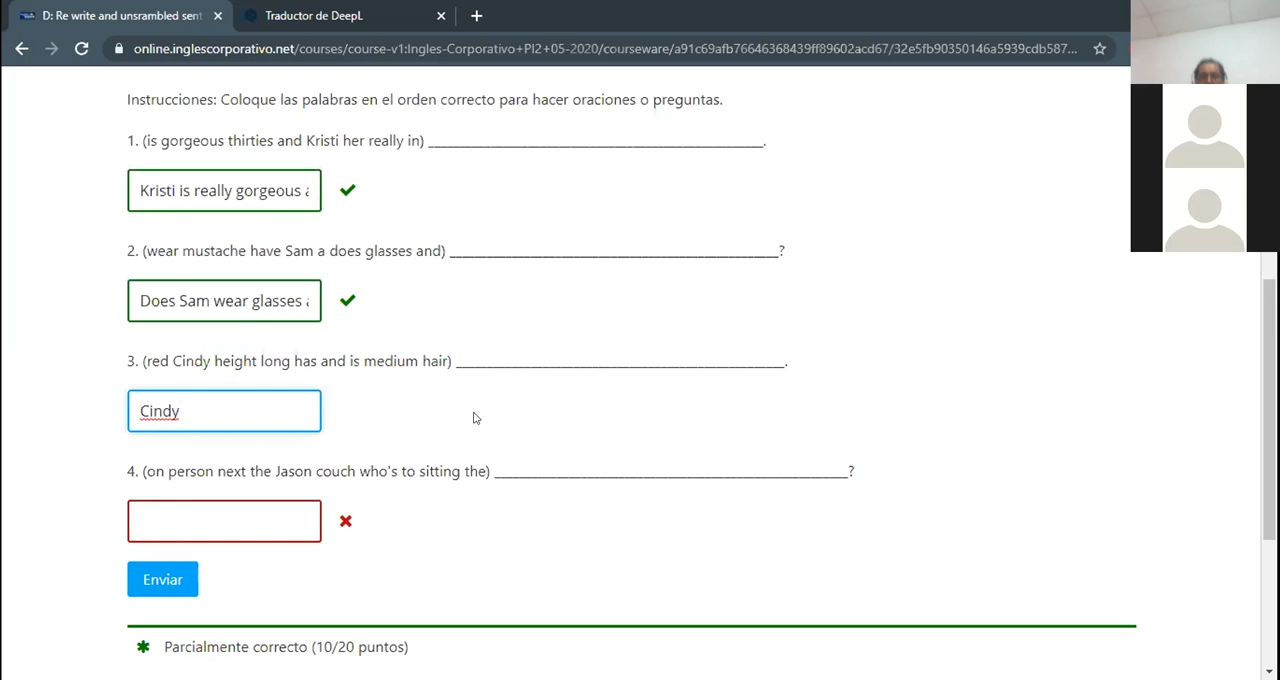 D: Re write and unsrambled sent
Traductor de DeepL
online.inglescorporativo.net/courses/course-v1:Ingles-Corporativo+PI2+05-2020/courseware/a91c69afb76646368439ff89602acd67/32e5fb90350146a5939cdb587...
Instrucciones: Coloque las palabras en el orden correcto para hacer oraciones o preguntas.
1. (is gorgeous thirties and Kristi her really in) ______________________________________________.
Kristi is really gorgeous
2. (wear mustache have Sam a does glasses and) ______________________________________________?
Does Sam wear glasses
3. (red Cindy height long has and is medium hair) ______________________________________________.
Cindy
4. (on person next the Jason couch who's to sitting the) ______________________________________________?
Enviar
Parcialmente correcto (10/20 puntos)